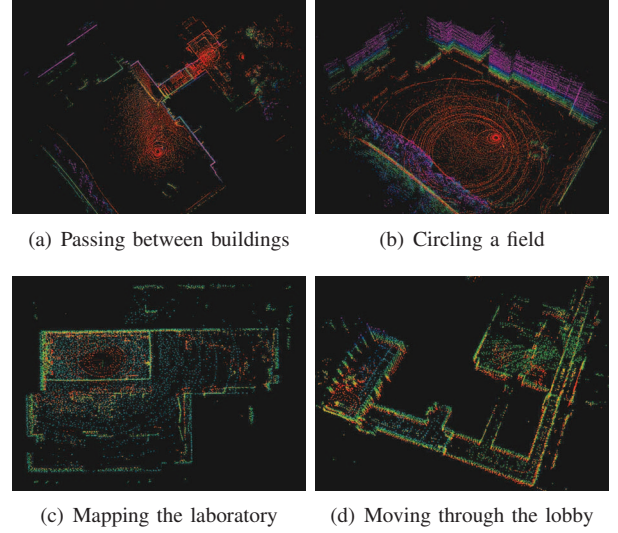 (a) Passing between buildings
(b) Circling a field
(c) Mapping the laboratory
(d) Moving through the lobby